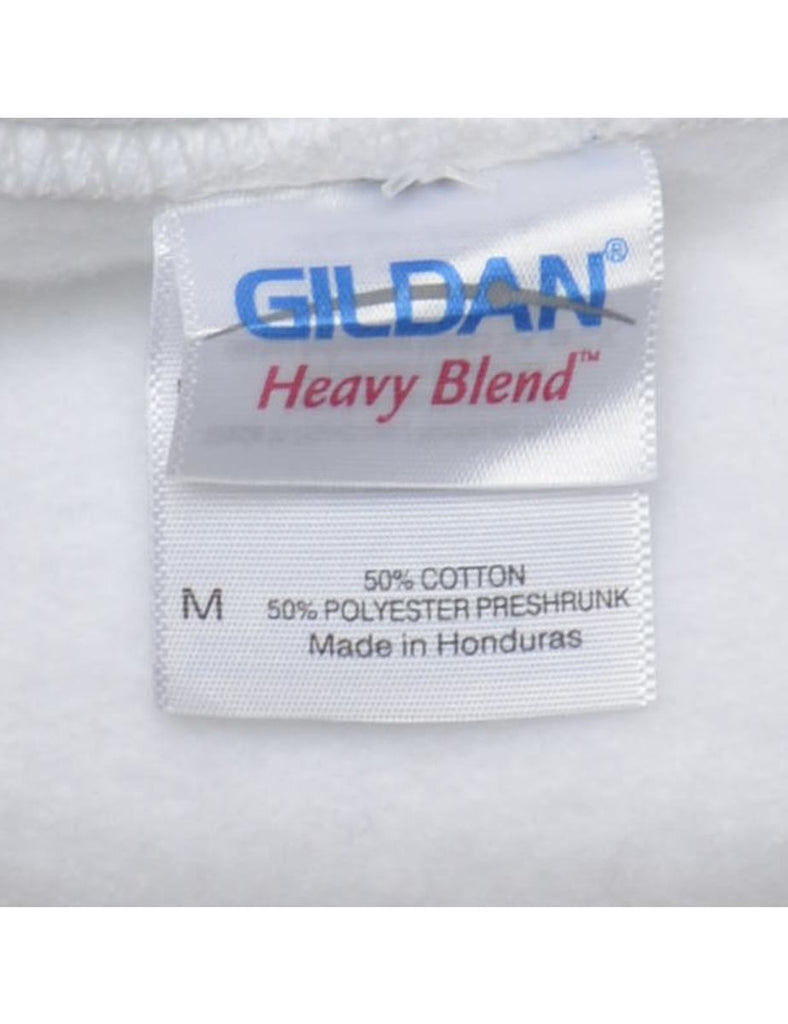 GILDAN®
Heavy Blend™
50% COTTON
M 50% POLYESTER PRESHRUNK
Made in Honduras